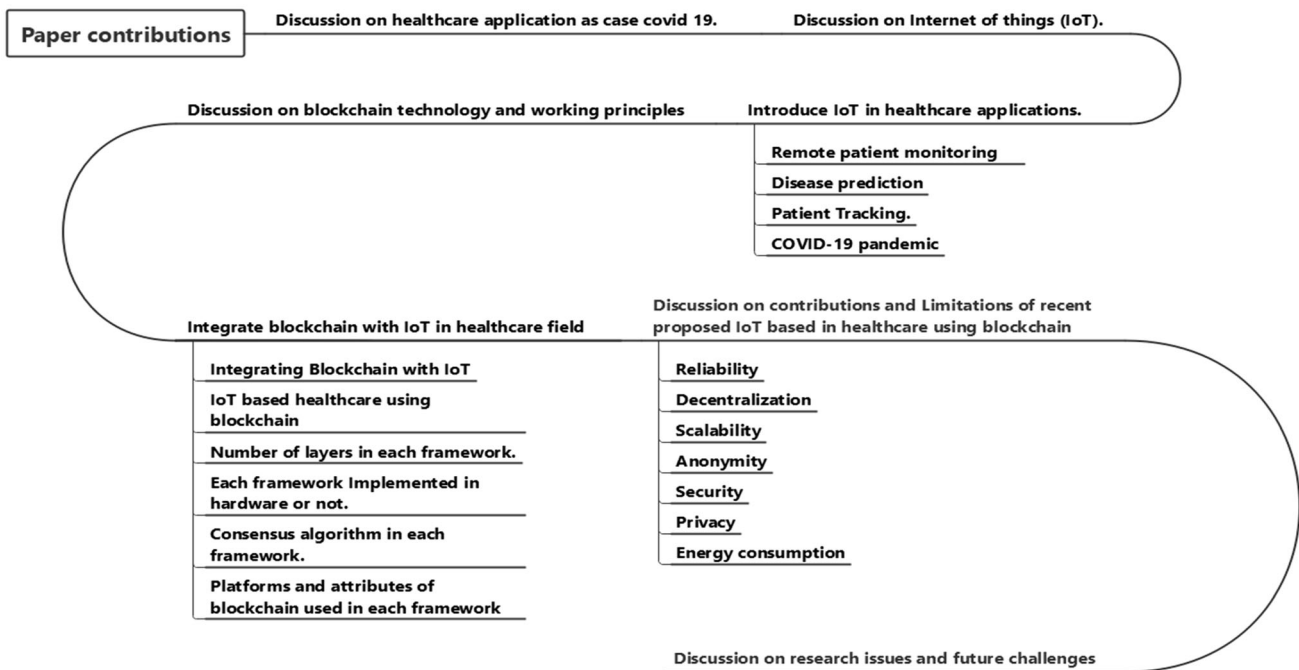 Paper contributions
Discussion on healthcare application as case covid 19.
Discussion on Internet of things (IoT).
Introduce IoT in healthcare applications.
Remote patient monitoring
Disease prediction
Patient Tracking.
COVID-19 pandemic
Discussion on blockchain technology and working principles
Integrate blockchain with IoT in healthcare field
Integrating Blockchain with IoT
IoT based healthcare using
blockchain
Number of layers in each framework.
Each framework Implemented in
hardware or not.
Consensus algorithm in each
framework.
Platforms and attributes of
blockchain used in each framework
Discussion on contributions and Limitations of recent
proposed IoT based in healthcare using blockchain
Reliability
Decentralization
Scalability
Anonymity
Security
Privacy
Energy consumption
Discussion on research issues and future challenges